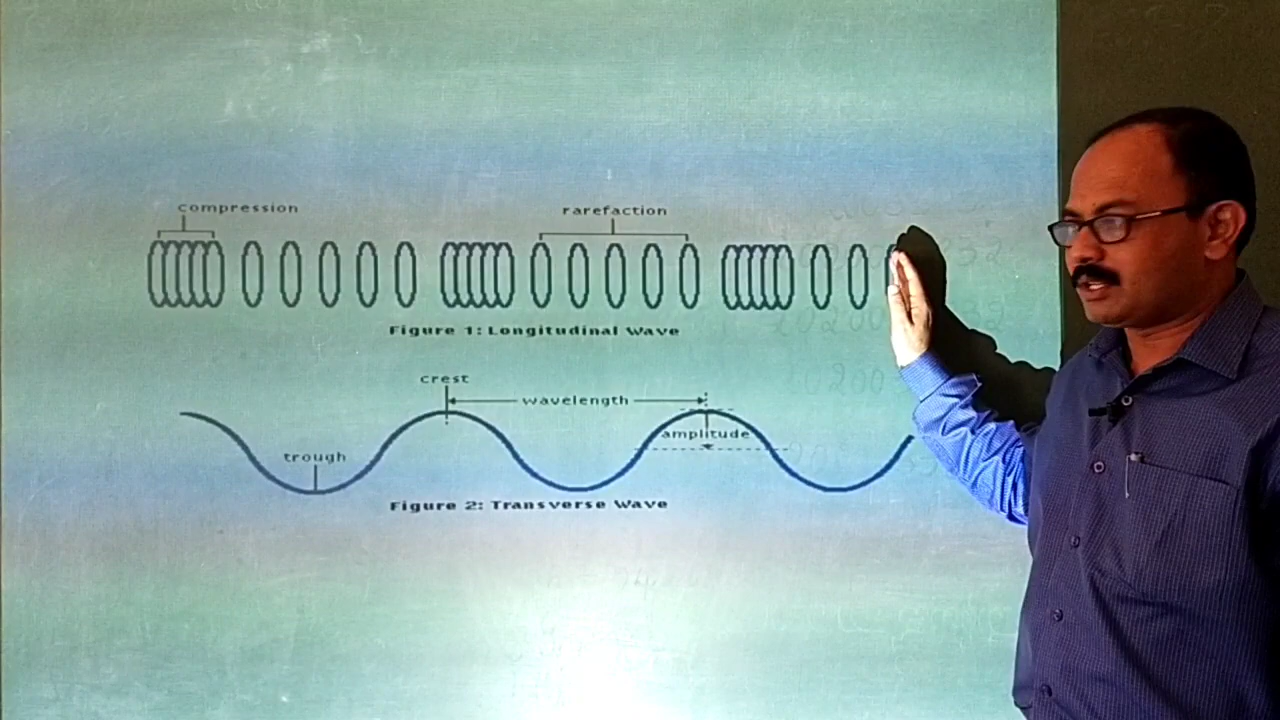 compression
rarefaction
Figure 1: Longitudinal Wave
crest
wavelength
amplitude
trough
Figure 2: Transverse Wave